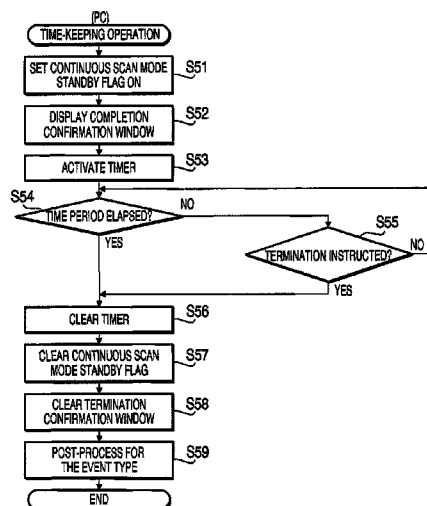 (PC)
TIME-KEEPING OPERATION
SET CONTINUOUS SCAN MODE
STANDBY FLAG ON
S51
DISPLAY COMPLETION
CONFIRMATION WINDOW
S52
ACTIVATE TIMER
S53
S54
TIME PERIOD ELAPSED?
NO
YES
S55
TERMINATION INSTRUCTED?
NO
YES
CLEAR TIMER
S56
CLEAR CONTINUOUS SCAN
MODE STANDBY FLAG
S57
CLEAR TERMINATION
CONFIRMATION WINDOW
S58
POST-PROCESS FOR
THE EVENT TYPE
S59
END